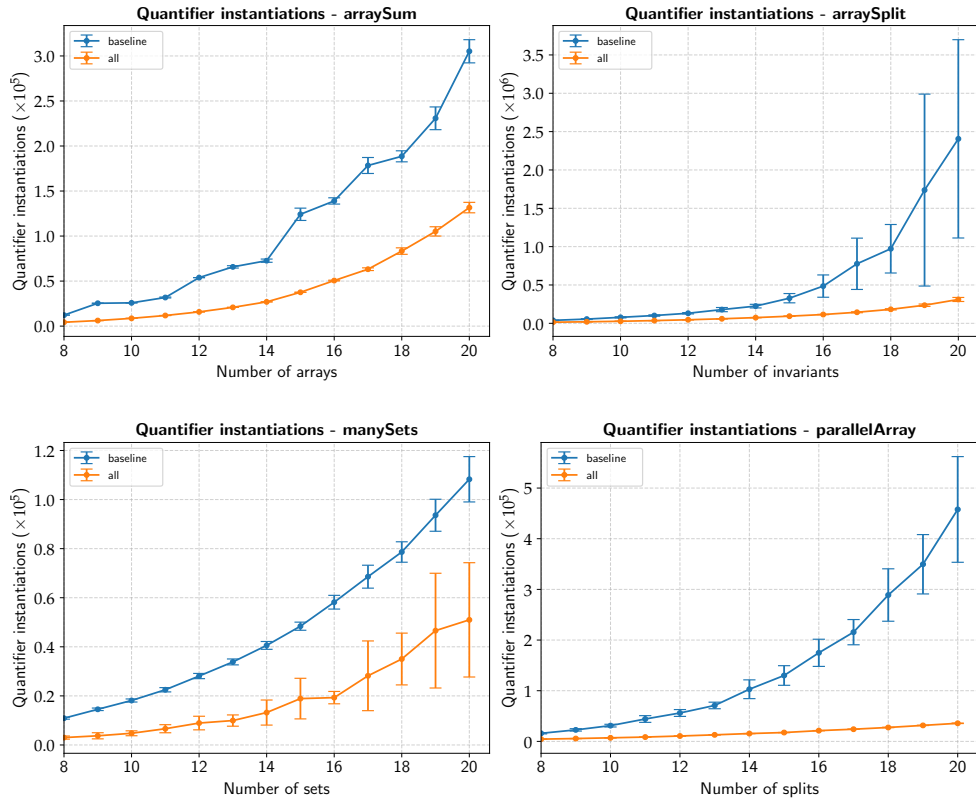 Quantifier instantiations - arraySum
Quantifier instantiations (×10⁵)
3.0
2.5
2.0
1.5
1.0
0.5
0.0
baseline
all
8 10 12 14 16 18 20
Number of arrays
Quantifier instantiations - arraySplit
Quantifier instantiations (×10⁶)
3.5
3.0
2.5
2.0
1.5
1.0
0.5
0.0
baseline
all
8 10 12 14 16 18 20
Number of invariants
Quantifier instantiations - manySets
Quantifier instantiations (×10⁵)
1.2
1.0
0.8
0.6
0.4
0.2
0.0
baseline
all
8 10 12 14 16 18 20
Number of sets
Quantifier instantiations - parallelArray
Quantifier instantiations (×10⁵)
5
4
3
2
1
0
baseline
all
8 10 12 14 16 18 20
Number of splits